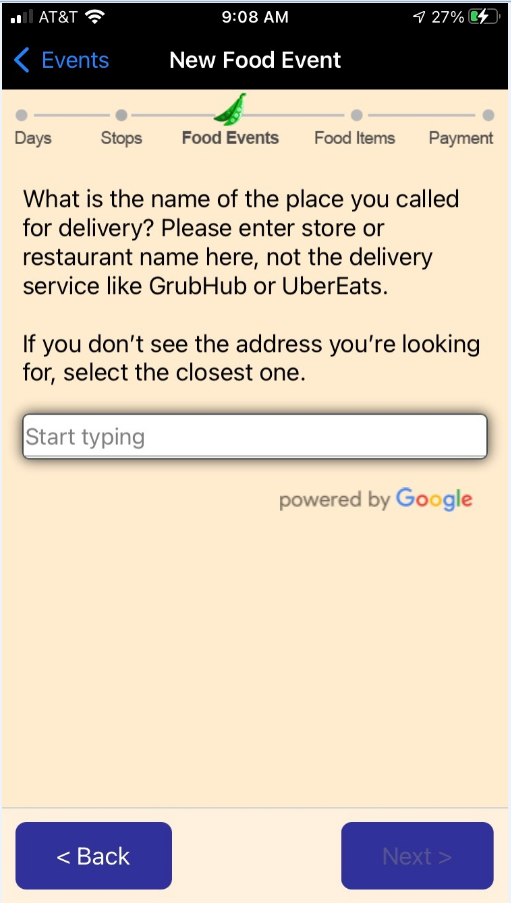 AT&T 9:08 AM 27%
Events New Food Event
Days Stops Food Events Food Items Payment
What is the name of the place you called
for delivery? Please enter store or
restaurant name here, not the delivery
service like GrubHub or UberEats.
If you don’t see the address you’re looking
for, select the closest one.
Start typing
powered by Google
< Back Next >